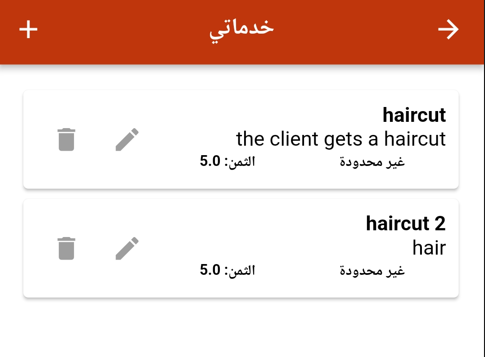 خدماتي
haircut
the client gets a haircut
غير محدودة الثمن: 5.0
haircut 2
hair
غير محدودة الثمن: 5.0